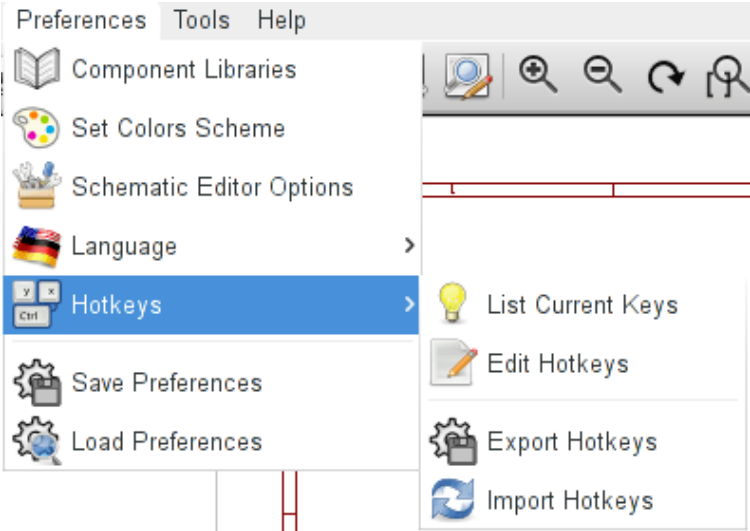 Preferences Tools Help
Component Libraries
Set Colors Scheme
Schematic Editor Options
Language
Hotkeys
Save Preferences
Load Preferences
List Current Keys
Edit Hotkeys
Export Hotkeys
Import Hotkeys
y x
Ctrl